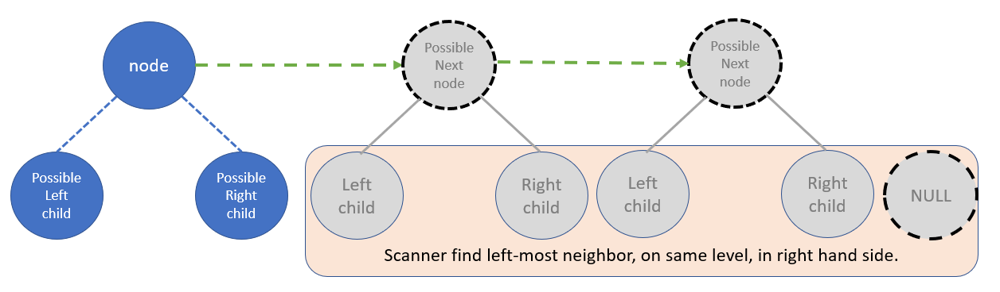 node
Possible
Next
node
Possible
Next
node
Possible
Left
child
Possible
Right
child
Left
child
Right
child
Left
child
Right
child
NULL
Scanner find left-most neighbor, on same level, in right hand side.